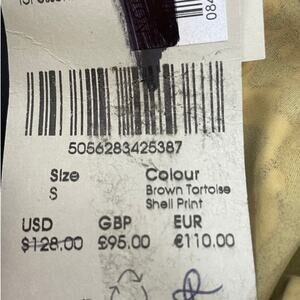 5056283425387
Size Colour
S Brown Tortoise
Shell Print
USD GBP EUR
$128.00 £95.00 €110.00